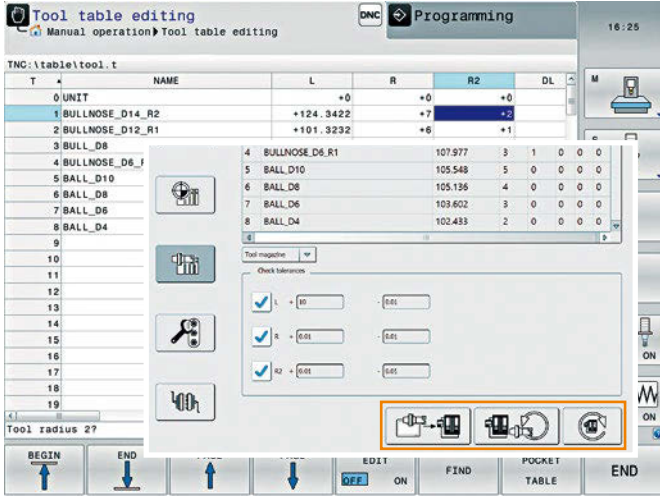 Tool table editing
DNC
Programming
Manual operation Tool table editing
16:25
TNC:\table\tool.t
T NAME L R R2 DL
M
0 UNIT +0 +0 +0
1 BULLNOSE_D14_R2 +124.3422 +7 +2
2 BULLNOSE_D12_R1 +101.3232 +6 +1
3 BULL_D8
4 BULLNOSE_D6_
5 BALL_D10
6 BALL_D8
7 BALL_D6
8 BALL_D4
9
10
11
12
13
14
15
16
17
18
19
4 BULLNOSE_D6_R1 107.977 3 1 0 0 0
5 BALL_D10 105.548 5 0 0 0 0
6 BALL_D8 105.136 4 0 0 0 0
7 BALL_D6 103.602 3 0 0 0 0
8 BALL_D4 102.433 2 0 0 0 0
Tool magazine
Check tolerances
L + 10 - 0.01
R + 0.01 - 0.01
R2 + 0.01 - 0.05
ON
ON
Tool radius 2?
BEGIN
END
EDIT
OFF ON
FIND
POCKET
TABLE
END